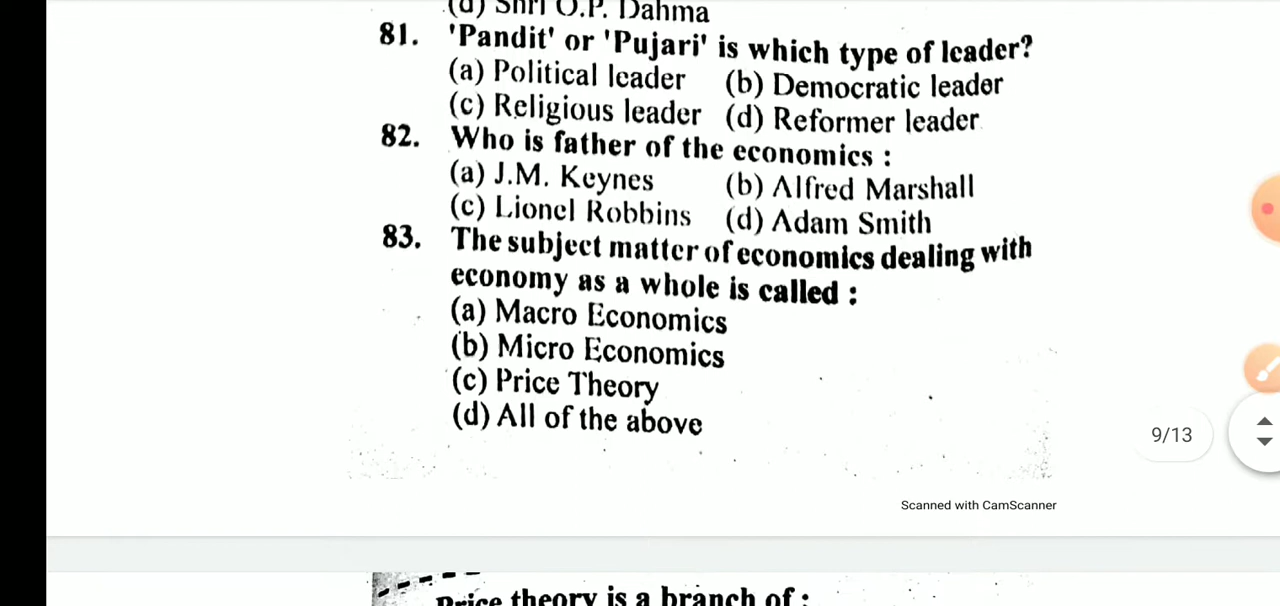 (d) Shri O.P. Dahma
81. 'Pandit' or 'Pujari' is which type of leader?
(a) Political leader (b) Democratic leader
(c) Religious leader (d) Reformer leader
82. Who is father of the economics :
(a) J.M. Keynes (b) Alfred Marshall
(c) Lionel Robbins (d) Adam Smith
83. The subject matter of economics dealing with
economy as a whole is called :
(a) Macro Economics
(b) Micro Economics
(c) Price Theory
(d) All of the above
9/13
Scanned with CamScanner
Price theory is a branch of :